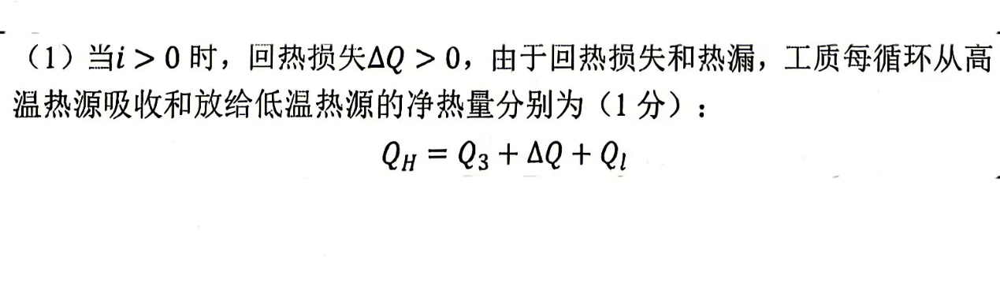 （1）当i > 0 时，回热损失ΔQ > 0，由于回热损失和热漏，工质每循环从高
温热源吸收和放给低温热源的净热量分别为（1 分）：
Q_H = Q_3 + ΔQ + Q_l